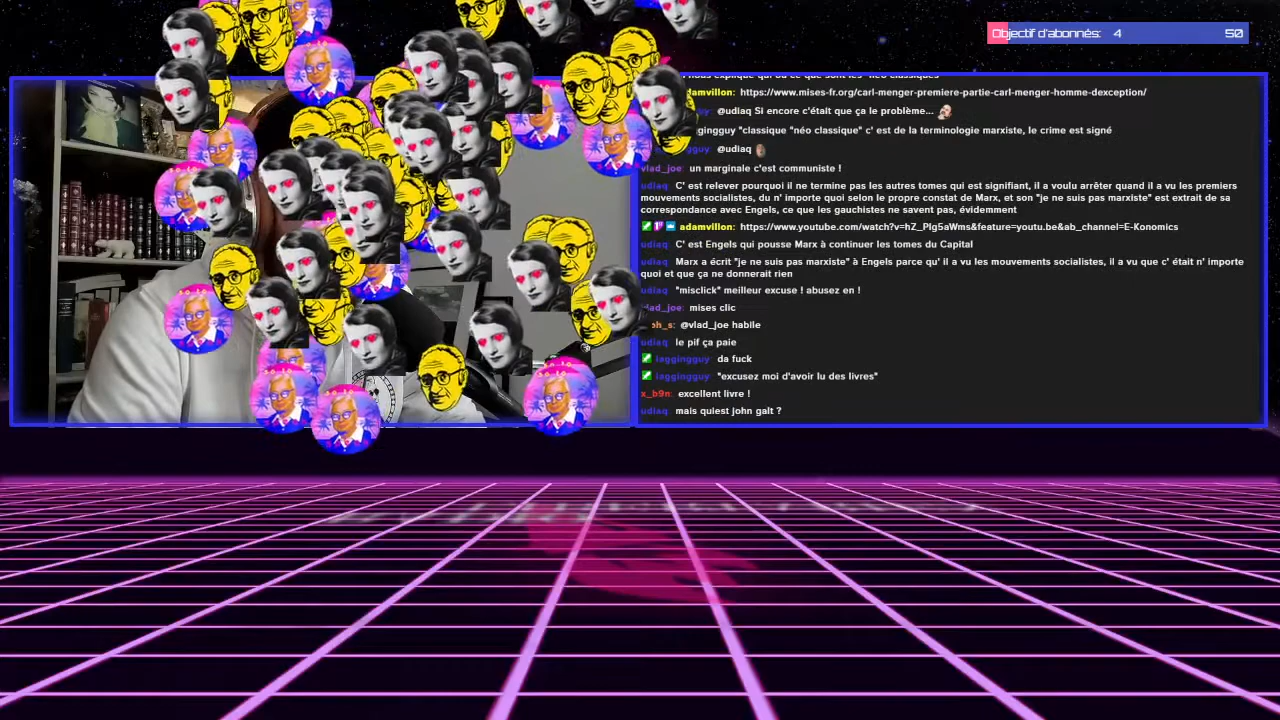 Objectif d'abonnés: 4 50
adamvillon: https://www.mises-fr.org/carl-menger-premiere-partie-carl-menger-homme-dexception/
@udiaq Si encore c'était que ça le problème...
gingguy "classique "néo classique" c' est de la terminologie marxiste, le crime est signé
@udiaq
vlad_joe: un marginale c'est communiste !
udiaq C' est relever pourquoi il ne termine pas les autres tomes qui est signifiant, il a voulu arrêter quand il a vu les premiers
mouvements socialistes, du n' importe quoi selon le propre constat de Marx, et son "je ne suis pas marxiste" est extrait de sa
correspondance avec Engels, ce que les gauchistes ne savent pas, évidemment
adamvillon: https://www.youtube.com/watch?v=hZ_PIg5aWms&feature=youtu.be&ab_channel=E-Konomics
udiaq C' est Engels qui pousse Marx à continuer les tomes du Capital
udiaq Marx a écrit "je ne suis pas marxiste" à Engels parce qu' il a vu les mouvements socialistes, il a vu que c' était n' importe
quoi et que ça ne donnerait rien
udiaq "misclick" meilleur excuse ! abusez en !
vlad_joe: mises clic
oh_s: @vlad_joe habile
udiaq le pif ça paie
laggingguy da fuck
laggingguy "excusez moi d'avoir lu des livres"
x_b9n: excellent livre !
udiaq mais quiest john galt ?